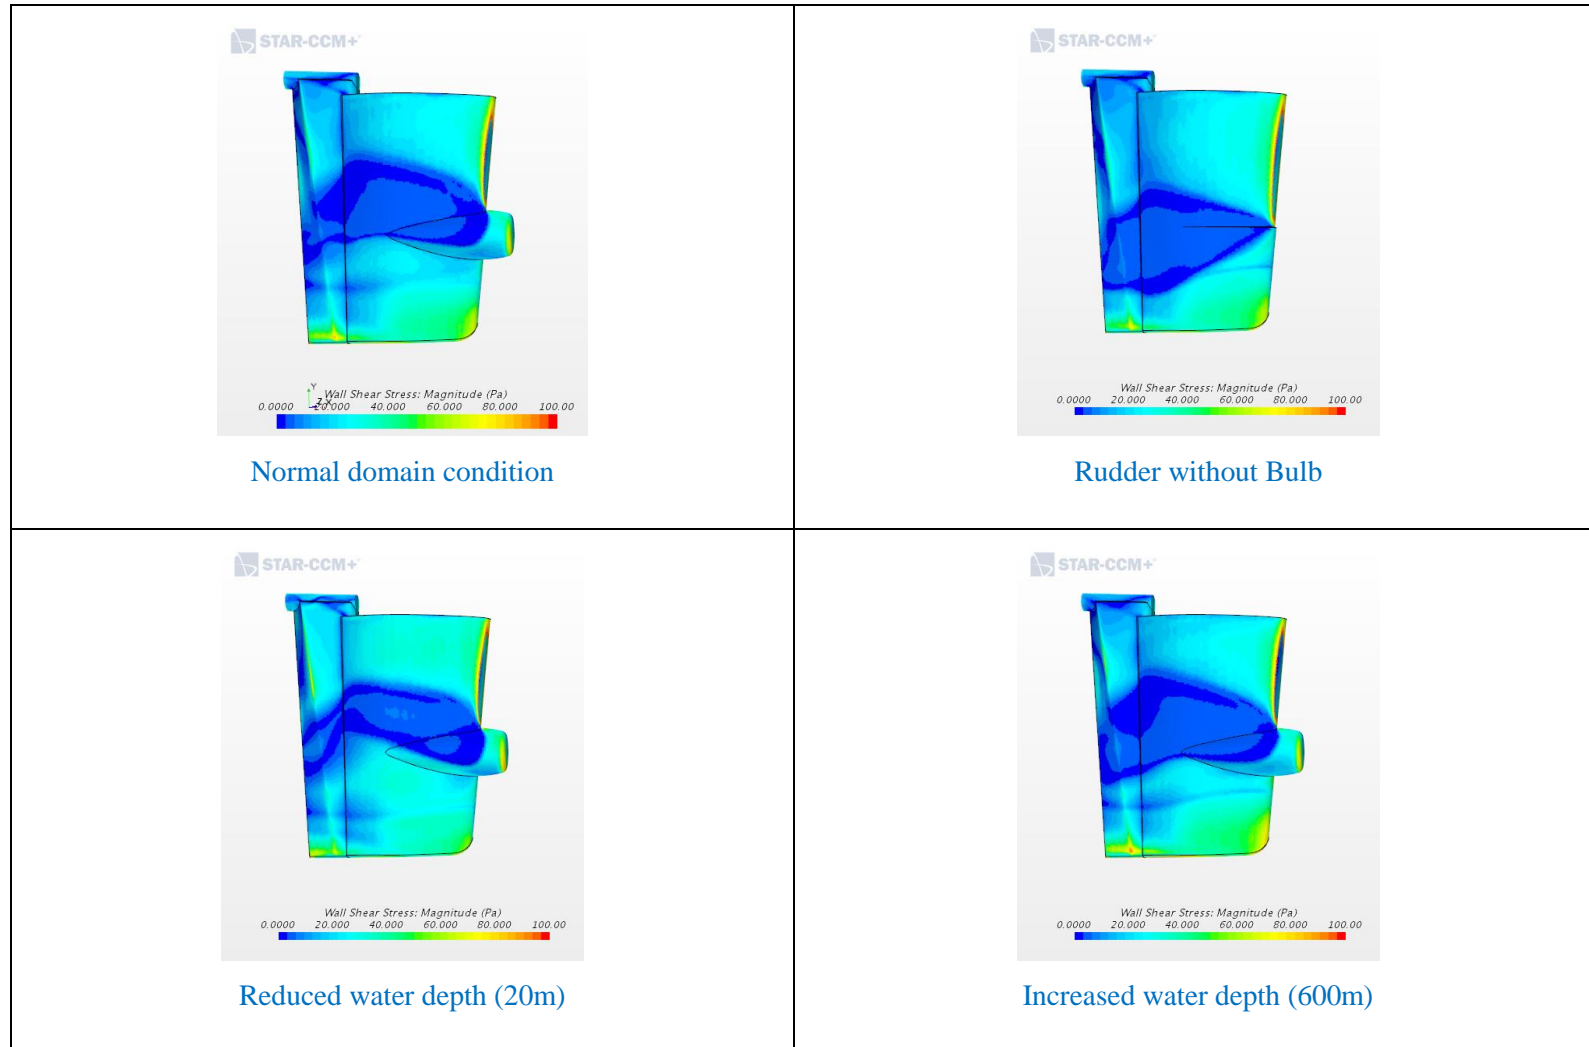 STAR-CCM+
Y
Z X
Wall Shear Stress: Magnitude (Pa)
0.0000 20.000 40.000 60.000 80.000 100.00
Normal domain condition
STAR-CCM+
Wall Shear Stress: Magnitude (Pa)
0.0000 20.000 40.000 60.000 80.000 100.00
Rudder without Bulb
STAR-CCM+
Wall Shear Stress: Magnitude (Pa)
0.0000 20.000 40.000 60.000 80.000 100.00
Reduced water depth (20m)
STAR-CCM+
Wall Shear Stress: Magnitude (Pa)
0.0000 20.000 40.000 60.000 80.000 100.00
Increased water depth (600m)